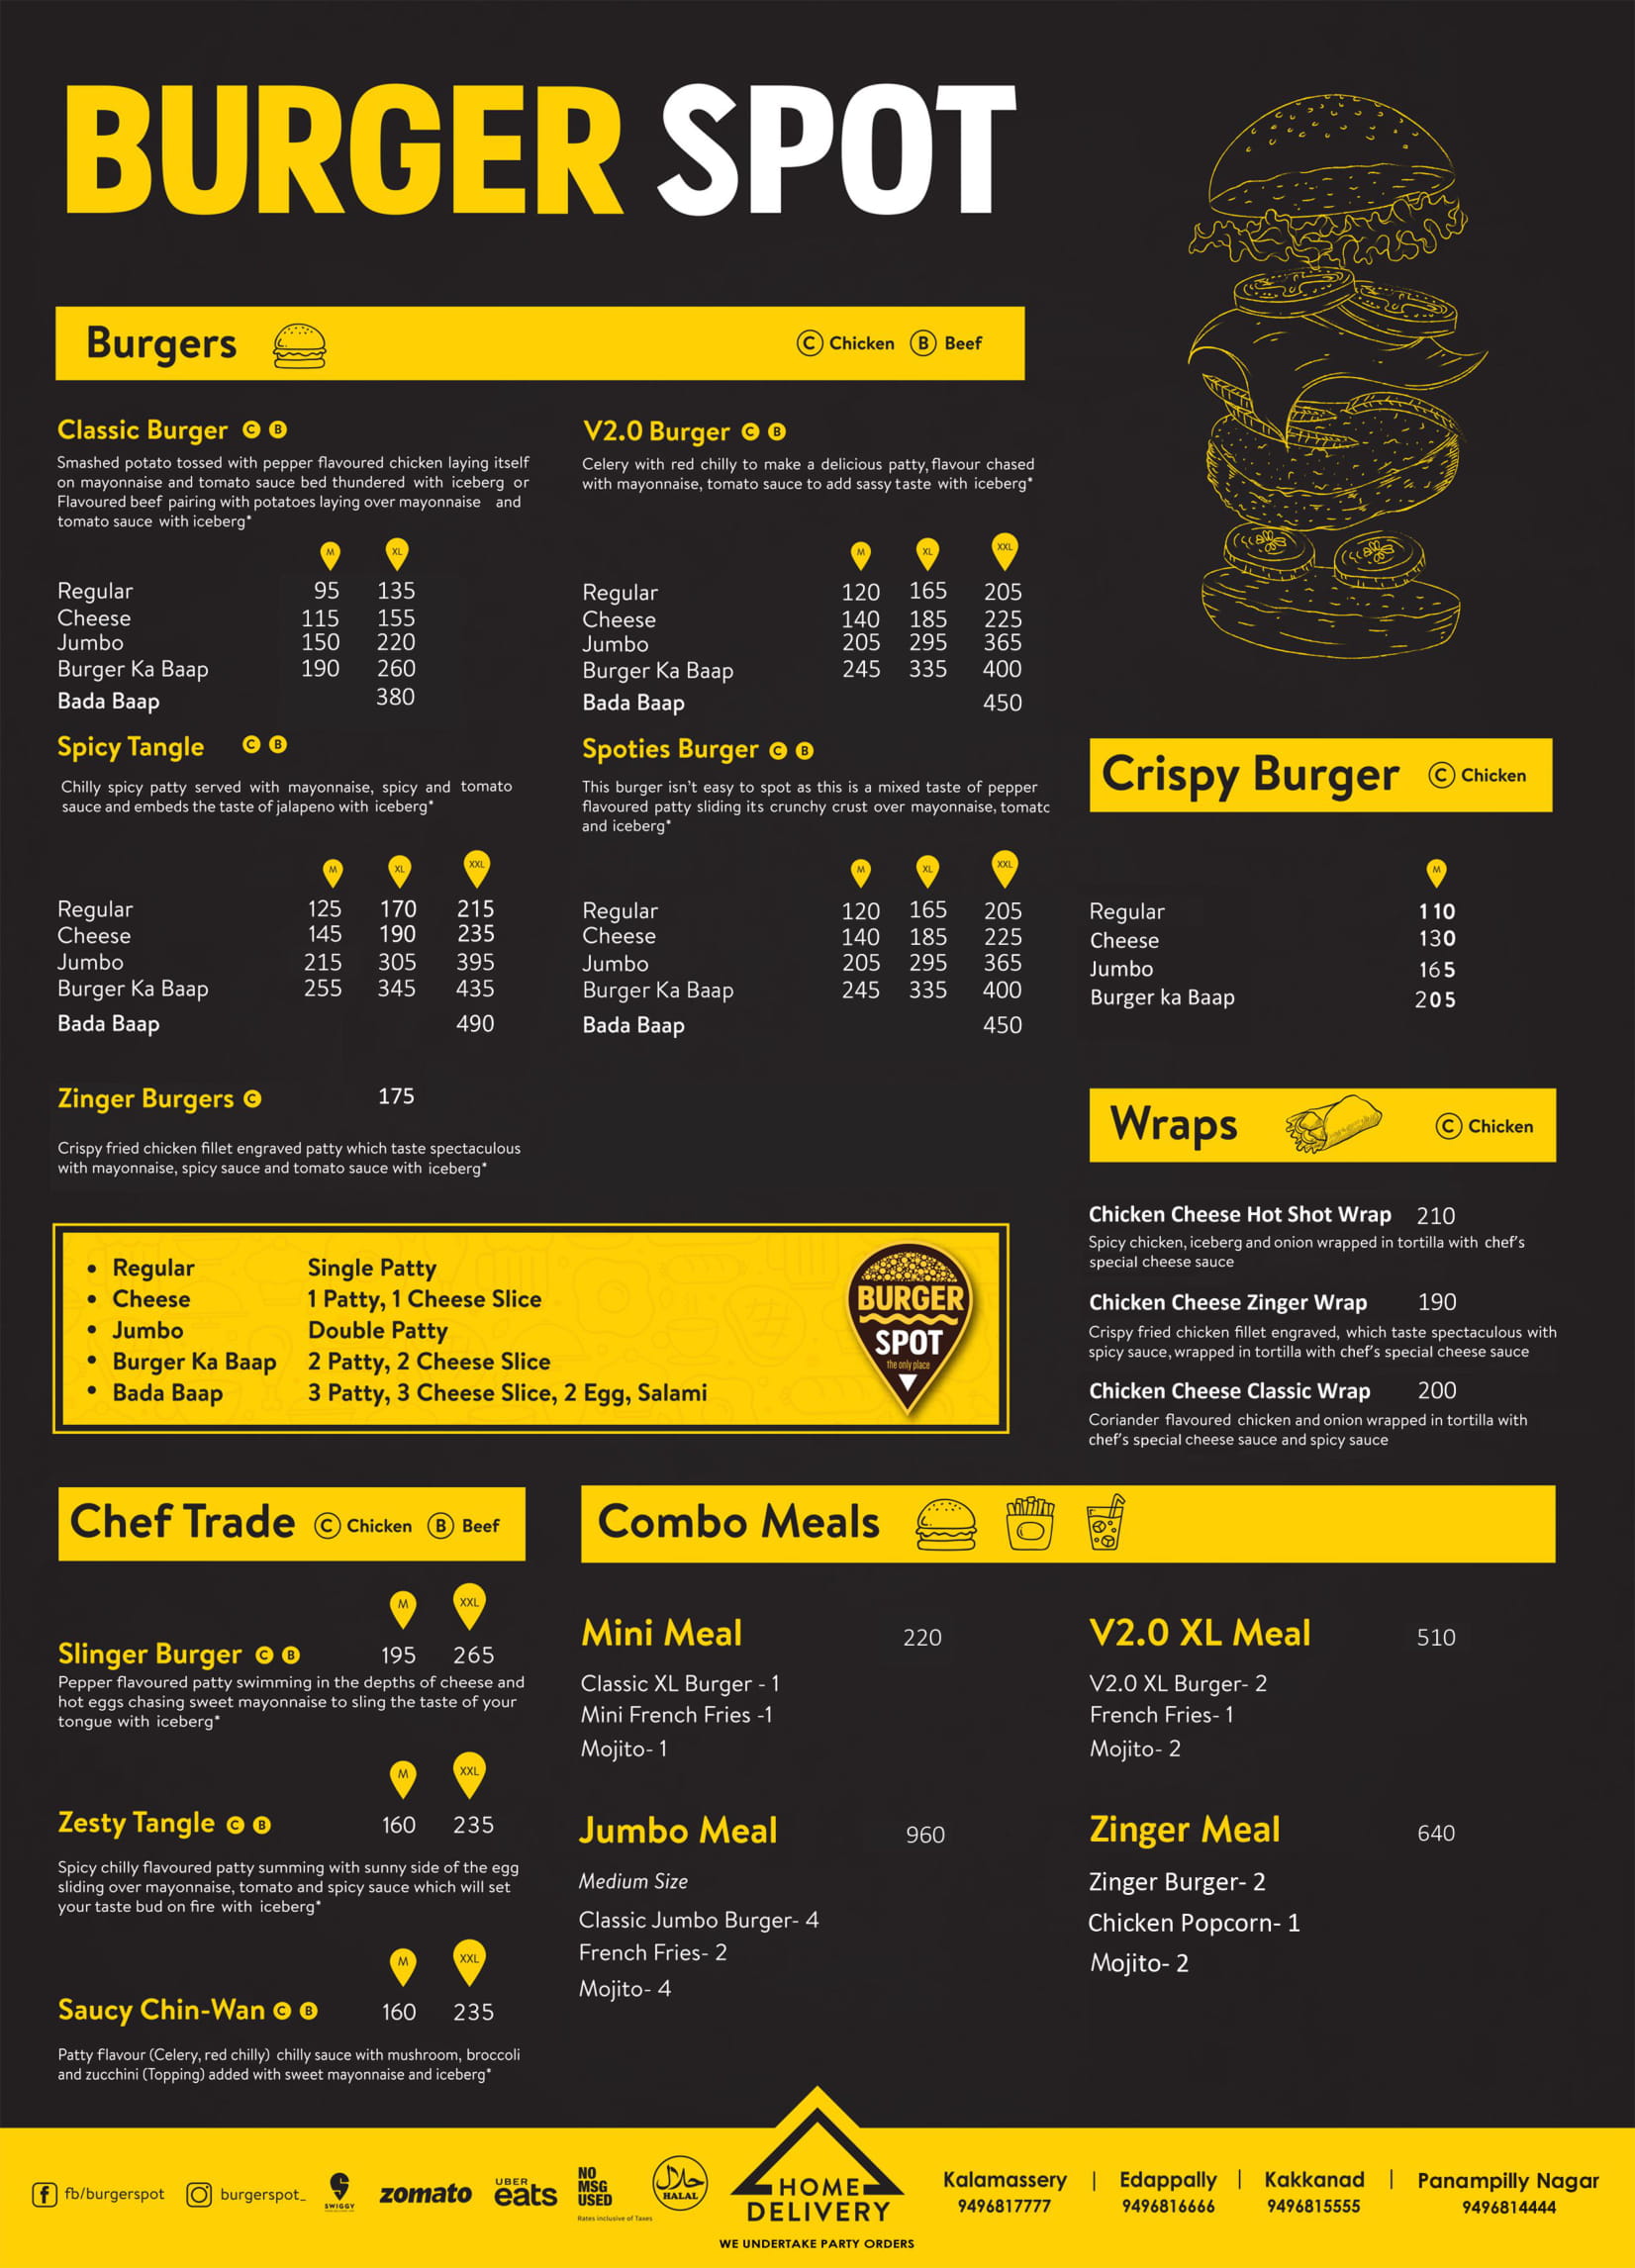 BURGER SPOT
Burgers
C Chicken B Beef
Classic Burger C B
Smashed potato tossed with pepper flavoured chicken laying itself
on mayonnaise and tomato sauce bed thundered with iceberg or
Flavoured beef pairing with potatoes laying over mayonnaise and
tomato sauce with iceberg*
M XL
Regular 95 135
Cheese 115 155
Jumbo 150 220
Burger Ka Baap 190 260
Bada Baap 380
V2.0 Burger C B
Celery with red chilly to make a delicious patty, flavour chased
with mayonnaise, tomato sauce to add sassy taste with iceberg*
M XL XXL
Regular 120 165 205
Cheese 140 185 225
Jumbo 205 295 365
Burger Ka Baap 245 335 400
Bada Baap 450
Spicy Tangle C B
Chilly spicy patty served with mayonnaise, spicy and tomato
sauce and embeds the taste of jalapeno with iceberg*
M XL XXL
Regular 125 170 215
Cheese 145 190 235
Jumbo 215 305 395
Burger Ka Baap 255 345 435
Bada Baap 490
Spoties Burger C B
This burger isn't easy to spot as this is a mixed taste of pepper
flavoured patty sliding its crunchy crust over mayonnaise, tomato
and iceberg*
M XL XXL
Regular 120 165 205
Cheese 140 185 225
Jumbo 205 295 365
Burger Ka Baap 245 335 400
Bada Baap 450
Zinger Burgers C 175
Crispy fried chicken fillet engraved patty which taste spectaculous
with mayonnaise, spicy sauce and tomato sauce with iceberg*
Crispy Burger C Chicken
M
Regular 110
Cheese 130
Jumbo 165
Burger ka Baap 205
Wraps C Chicken
Chicken Cheese Hot Shot Wrap 210
Spicy chicken, iceberg and onion wrapped in tortilla with chef's
special cheese sauce
Chicken Cheese Zinger Wrap 190
Crispy fried chicken fillet engraved, which taste spectaculous with
spicy sauce, wrapped in tortilla with chef's special cheese sauce
Chicken Cheese Classic Wrap 200
Coriander flavoured chicken and onion wrapped in tortilla with
chef's special cheese sauce and spicy sauce
• Regular Single Patty
• Cheese 1 Patty, 1 Cheese Slice
• Jumbo Double Patty
• Burger Ka Baap 2 Patty, 2 Cheese Slice
• Bada Baap 3 Patty, 3 Cheese Slice, 2 Egg, Salami
BURGER
SPOT
the only place
Chef Trade C Chicken B Beef
M XXL
Slinger Burger C B 195 265
Pepper flavoured patty swimming in the depths of cheese and
hot eggs chasing sweet mayonnaise to sling the taste of your
tongue with iceberg*
M XXL
Zesty Tangle C B 160 235
Spicy chilly flavoured patty summing with sunny side of the egg
sliding over mayonnaise, tomato and spicy sauce which will set
your taste bud on fire with iceberg*
M XXL
Saucy Chin-Wan C B 160 235
Patty flavour (Celery, red chilly) chilly sauce with mushroom, broccoli
and zucchini (Topping) added with sweet mayonnaise and iceberg*
Combo Meals
Mini Meal 220
Classic XL Burger - 1
Mini French Fries -1
Mojito- 1
V2.0 XL Meal 510
V2.0 XL Burger- 2
French Fries- 1
Mojito- 2
Jumbo Meal 960
Medium Size
Classic Jumbo Burger- 4
French Fries- 2
Mojito- 4
Zinger Meal 640
Zinger Burger- 2
Chicken Popcorn- 1
Mojito- 2
fb/burgerspot
burgerspot_
SWIGGY
zomato
UBER
eats
NO
MSG
USED
Rates inclusive of Taxes
حلال
HALAL
HOME
DELIVERY
WE UNDERTAKE PARTY ORDERS
Kalamassery | Edappally | Kakkanad | Panampilly Nagar
9496817777 9496816666 9496815555 9496814444